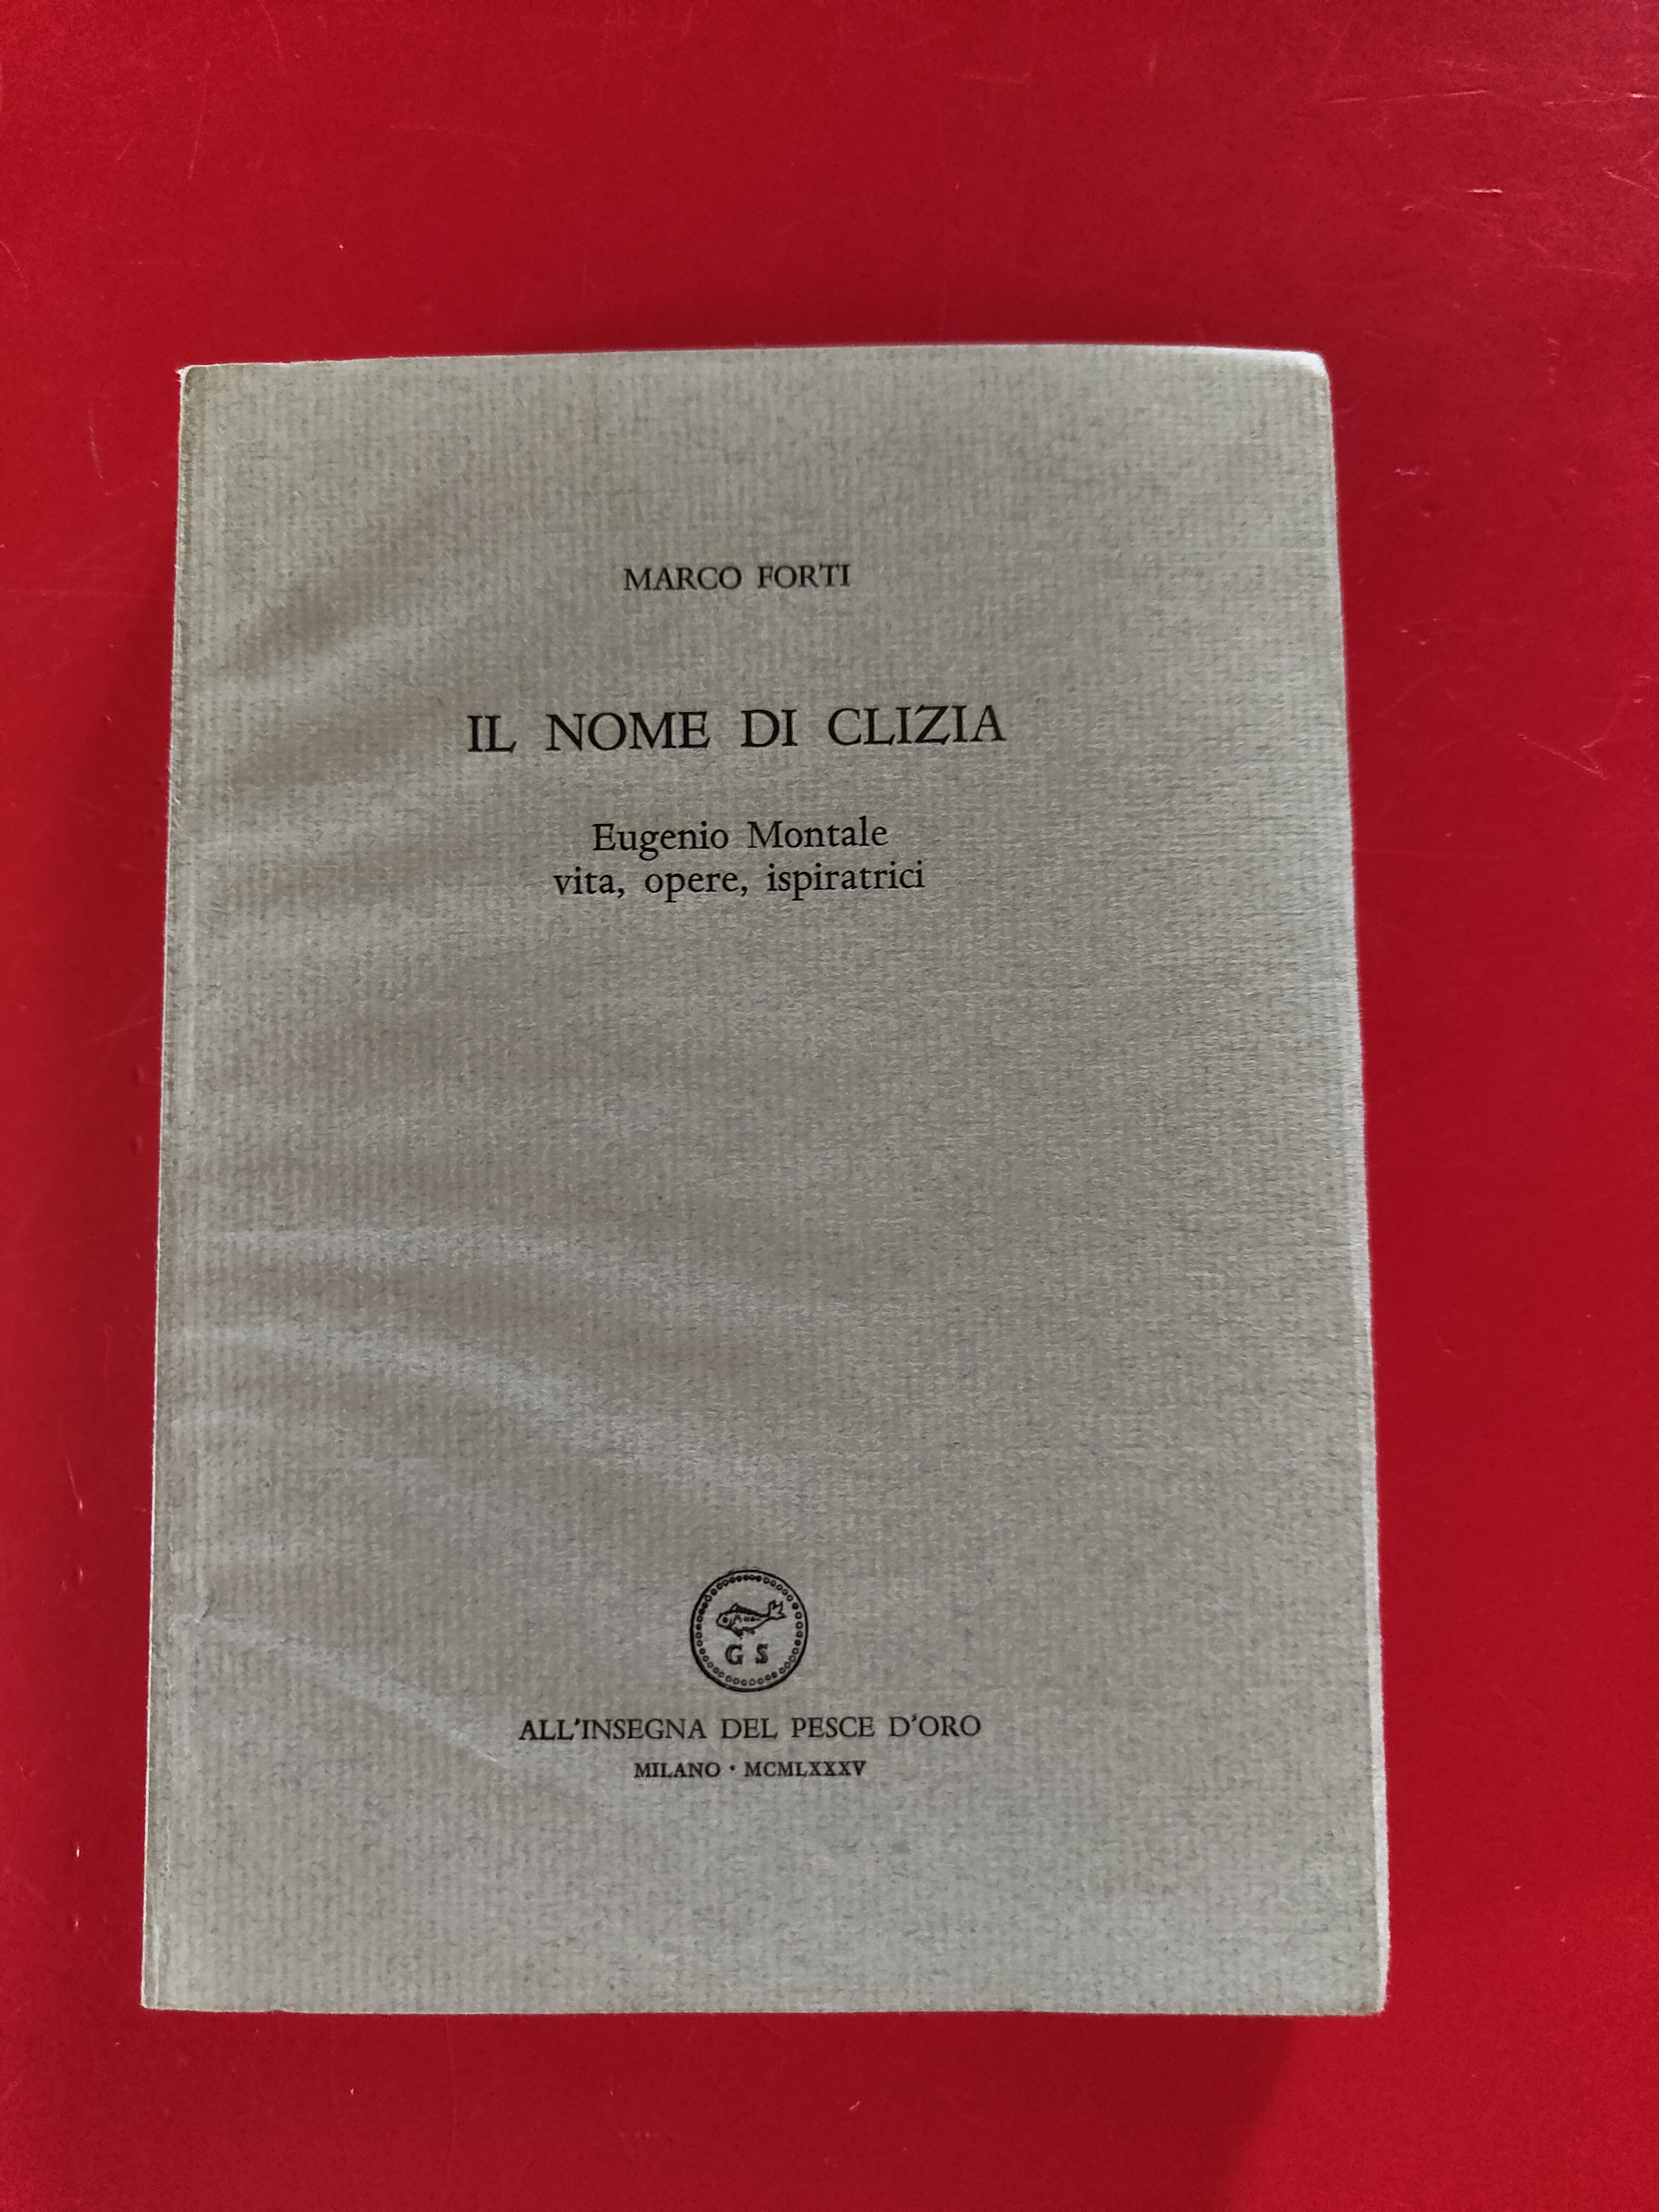 MARCO FORTI
IL NOME DI CLIZIA
Eugenio Montale
vita, opere, ispiratrici
G S
ALL'INSEGNA DEL PESCE D'ORO
MILANO · MCMLXXXV